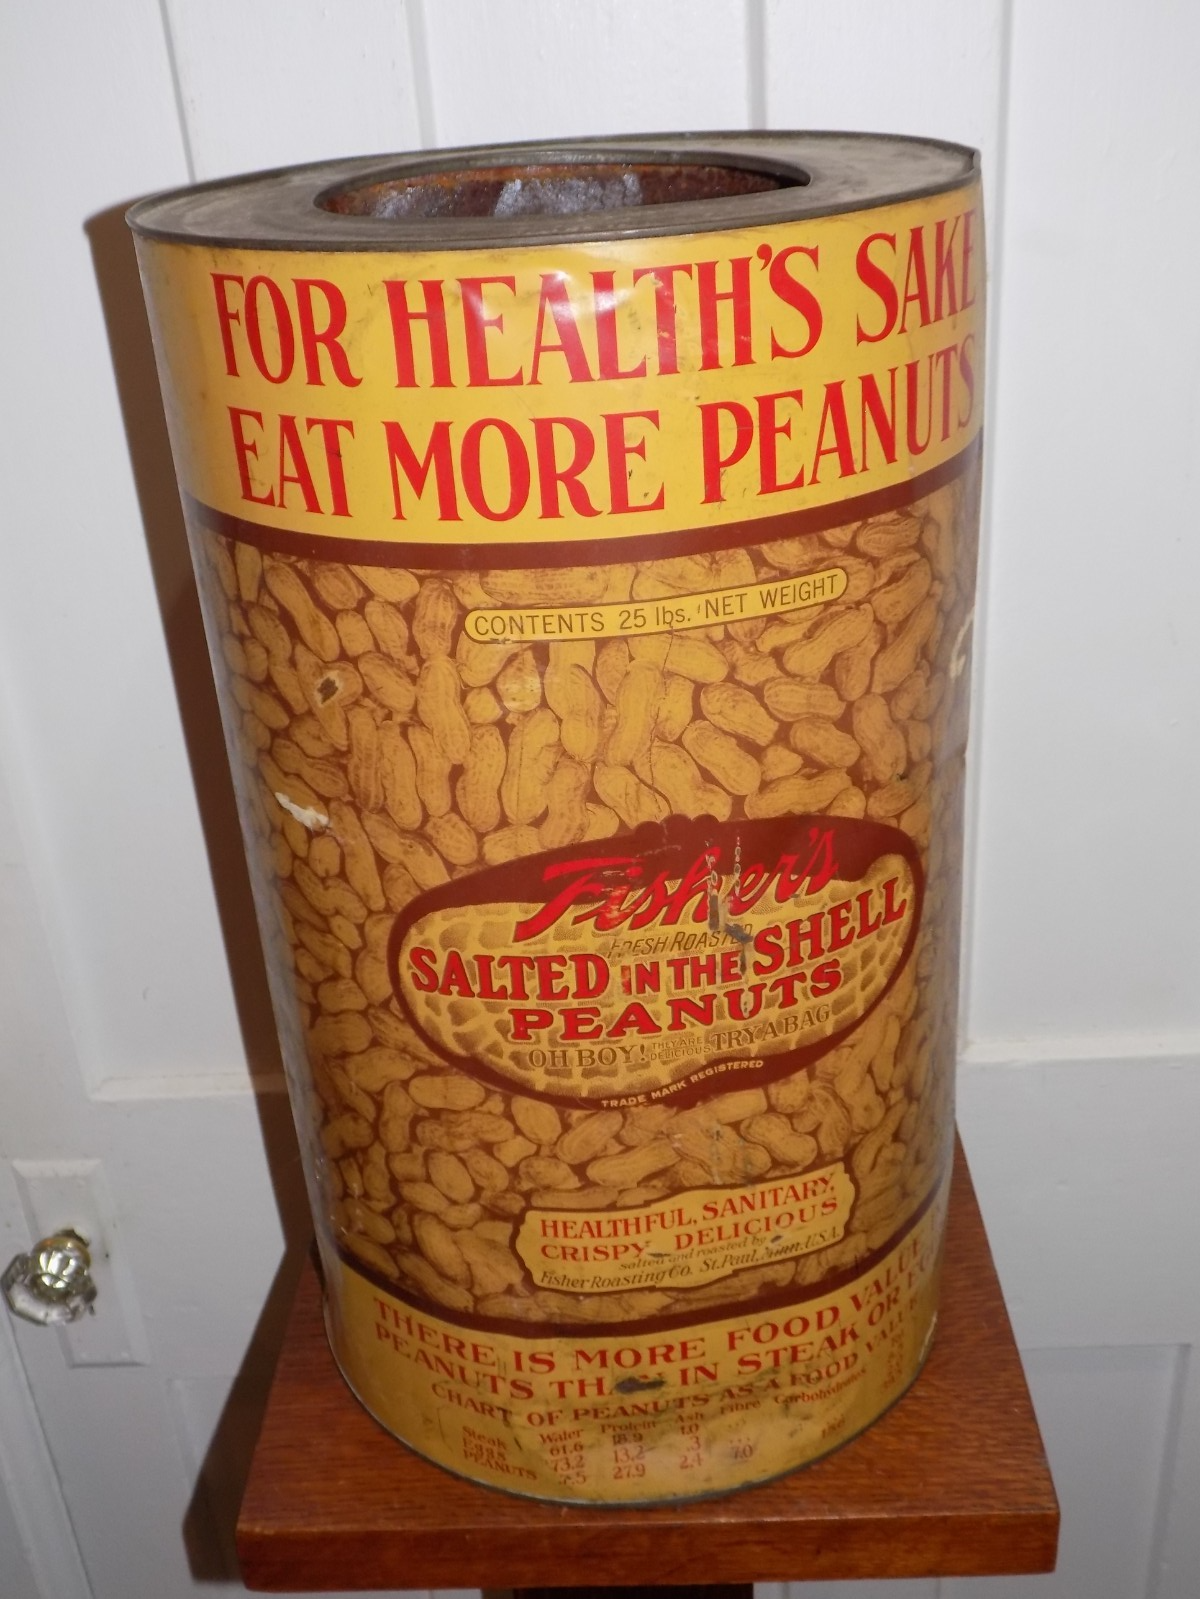 FOR HEALTH'S SAKE
EAT MORE PEANUTS
CONTENTS 25 lbs. NET WEIGHT
Fisher's
FRESH ROASTED
SALTED IN THE SHELL
PEANUTS
OH BOY! THEY ARE DELICIOUS TRY A BAG
TRADE MARK REGISTERED
HEALTHFUL, SANITARY,
CRISPY DELICIOUS
salted and roasted by
Fisher Roasting Co. St. Paul, Minn. U.S.A.
THERE IS MORE FOOD VALUE
PEANUTS THAN IN STEAK OR
CHART OF PEANUTS AS A FOOD VALUE
Water Protein Ash Fibre Carbohydrates
Steak 61.6 18.9 1.0
Eggs 73.2 13.2 .3
PEANUTS 27.9 2.4 7.0